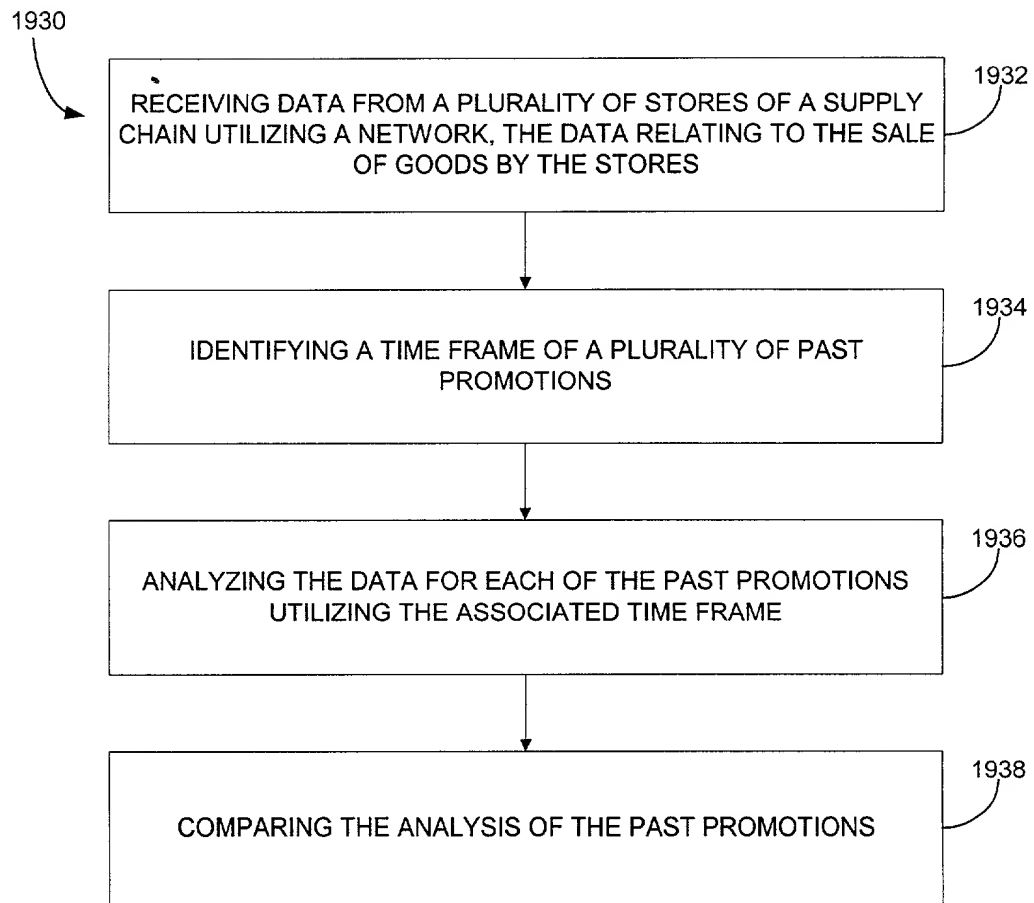 1930
1932
RECEIVING DATA FROM A PLURALITY OF STORES OF A SUPPLY
CHAIN UTILIZING A NETWORK, THE DATA RELATING TO THE SALE
OF GOODS BY THE STORES
1934
IDENTIFYING A TIME FRAME OF A PLURALITY OF PAST
PROMOTIONS
1936
ANALYZING THE DATA FOR EACH OF THE PAST PROMOTIONS
UTILIZING THE ASSOCIATED TIME FRAME
1938
COMPARING THE ANALYSIS OF THE PAST PROMOTIONS